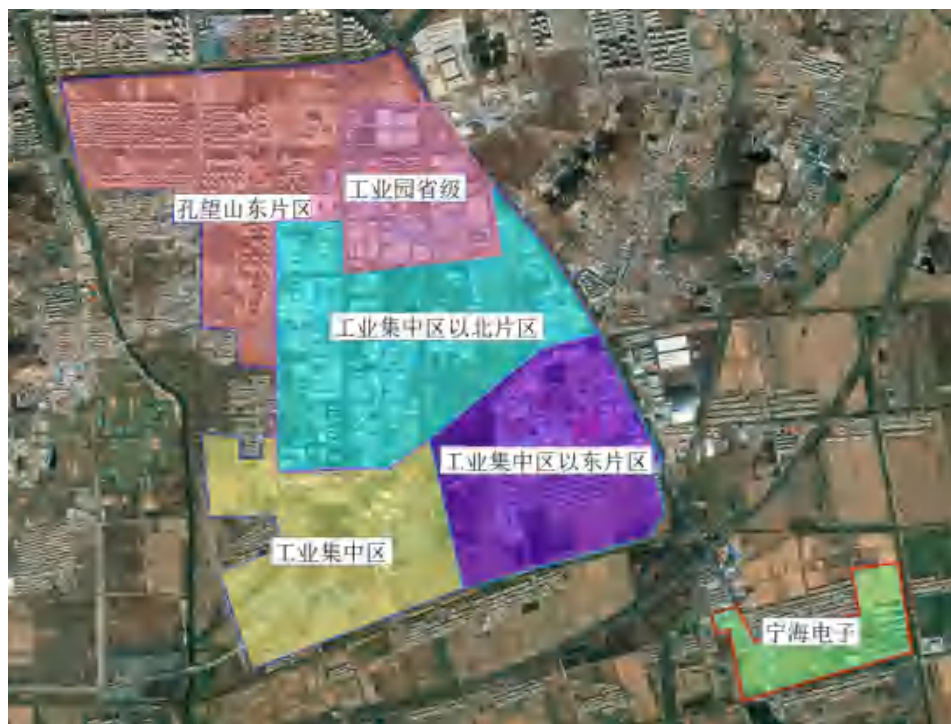 工业园省级
孔望山东片区
工业集中区以北片区
工业集中区以东片区
工业集中区
宁海电子